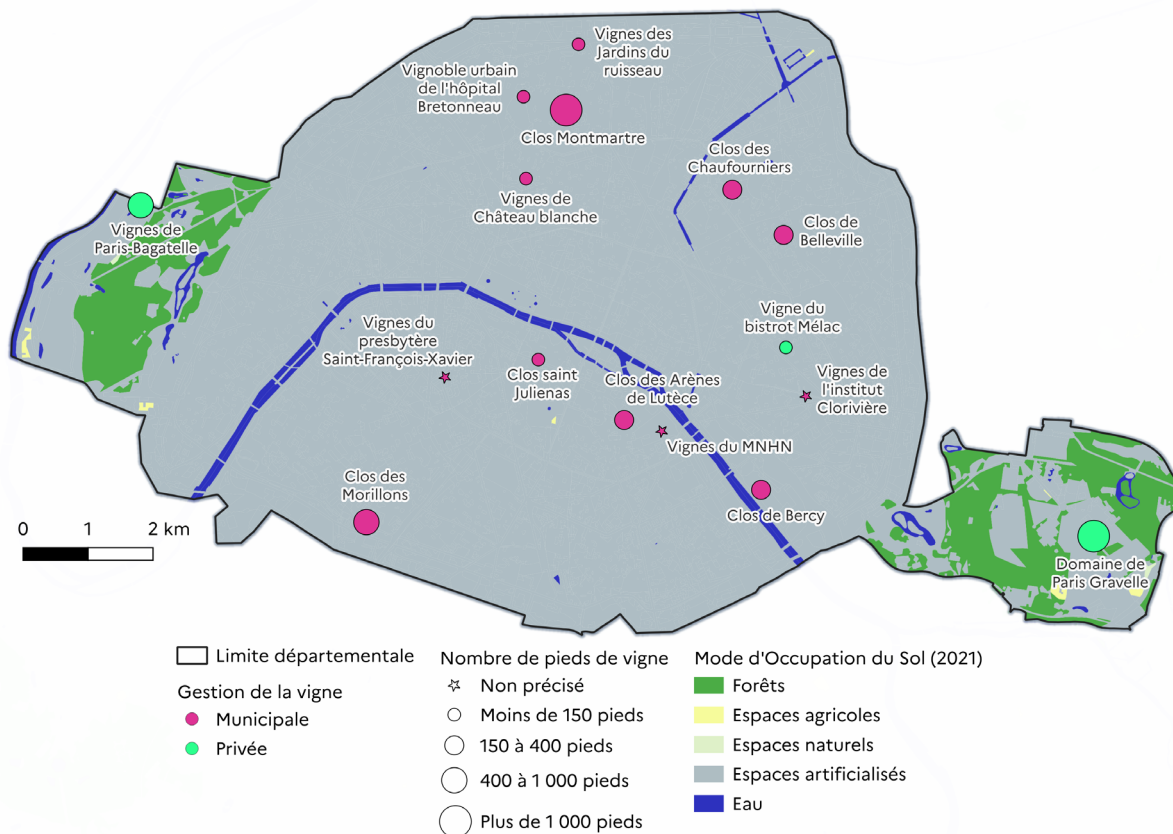 Vignes des
Jardins du
ruisseau
Vignoble urbain
de l'hôpital
Bretonneau
Clos Montmartre
Clos des
Chaufourniers
Vignes de
Château blanche
Clos de
Belleville
Vignes de
Paris-Bagatelle
Vignes du
presbytère
Saint-François-Xavier
Vigne du
bistrot Mélac
Clos saint
Julienas
Clos des Arènes
de Lutèce
Vignes de
l'institut
Clorivière
Vignes du MNHN
Clos des
Morillons
Clos de Bercy
Domaine de
Paris Gravelle
0 1 2 km
Limite départementale
Gestion de la vigne
Municipale
Privée
Nombre de pieds de vigne
Non précisé
Moins de 150 pieds
150 à 400 pieds
400 à 1 000 pieds
Plus de 1 000 pieds
Mode d'Occupation du Sol (2021)
Forêts
Espaces agricoles
Espaces naturels
Espaces artificialisés
Eau